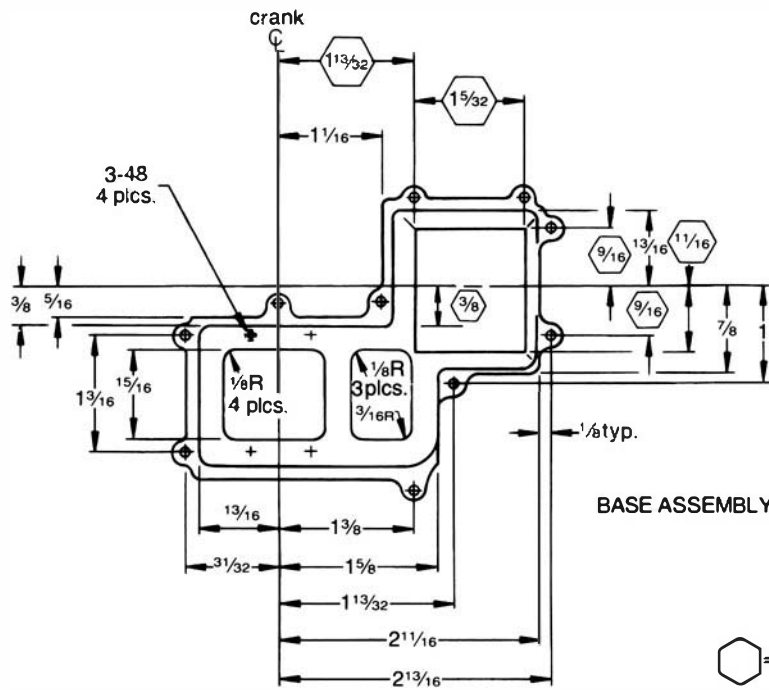 crank
℄
1 13/32
1 5/32
1 1/16
3-48
4 plcs.
9/16
13/16
11/16
3/8
5/16
3/8
9/16
7/8
1
1 3/16
15/16
1/8R
4 plcs.
1/8R
3plcs.
3/16R
1/8typ.
BASE ASSEMBLY
13/16
1 3/8
31/32
1 5/8
1 13/32
2 11/16
2 13/16
=